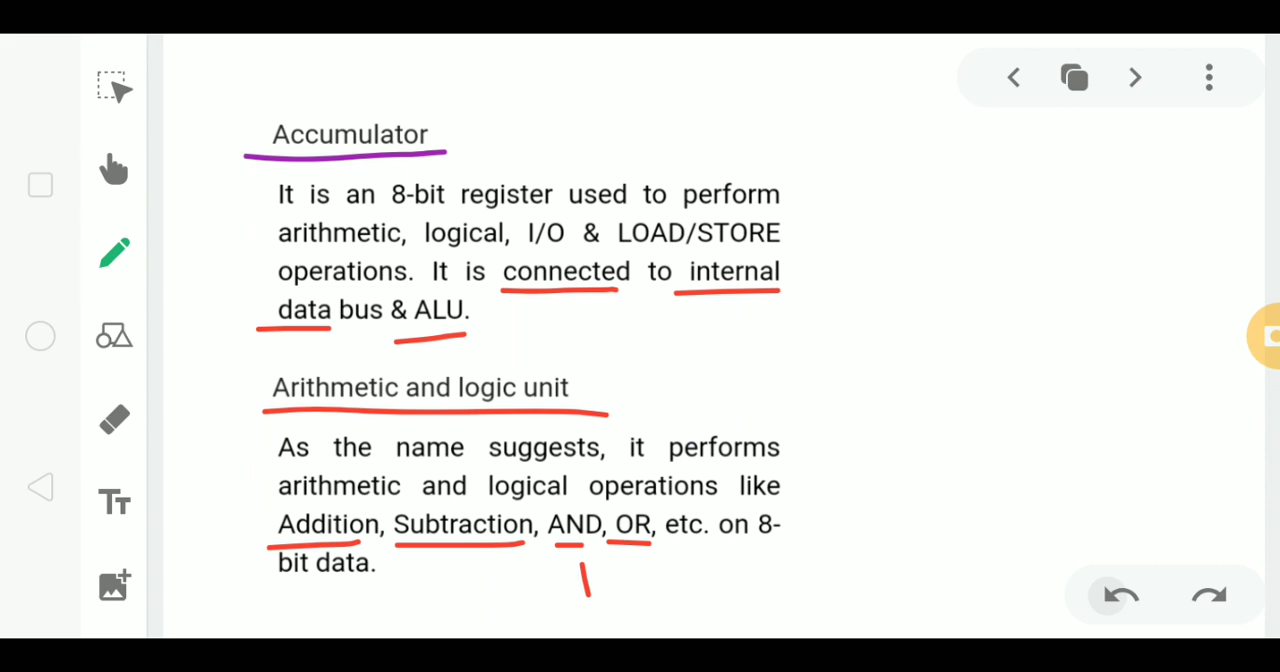 Accumulator
It is an 8-bit register used to perform
arithmetic, logical, I/O & LOAD/STORE
operations. It is connected to internal
data bus & ALU.
Arithmetic and logic unit
As the name suggests, it performs
arithmetic and logical operations like
Addition, Subtraction, AND, OR, etc. on 8-
bit data.